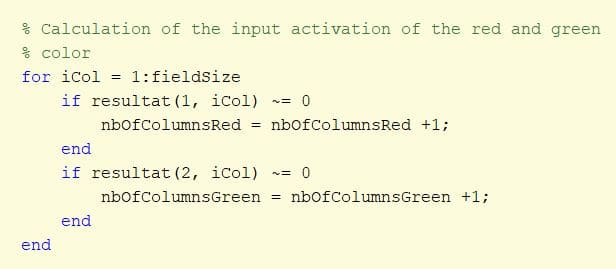 % Calculation of the input activation of the red and green
% color
for iCol = 1:fieldSize
    if resultat(1, iCol) ~= 0
        nbOfColumnsRed = nbOfColumnsRed +1;
    end
    if resultat(2, iCol) ~= 0
        nbOfColumnsGreen = nbOfColumnsGreen +1;
    end
end